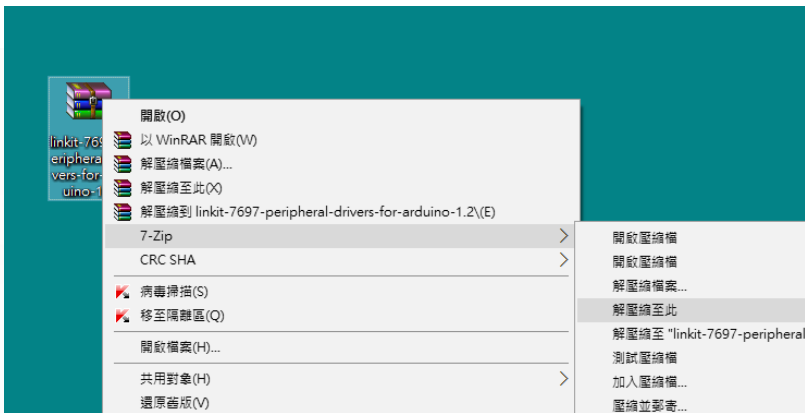 linkit-769
eriphera
vers-for-
uino-1
開啟(O)
以 WinRAR 開啟(W)
解壓縮檔案(A)...
解壓縮至此(X)
解壓縮到 linkit-7697-peripheral-drivers-for-arduino-1.2\(E)
7-Zip
CRC SHA
病毒掃描(S)
移至隔離區(Q)
開啟檔案(H)...
共用對象(H)
還原舊版(V)
開啟壓縮檔
開啟壓縮檔
解壓縮檔案...
解壓縮至此
解壓縮至 "linkit-7697-peripheral
測試壓縮檔
加入壓縮檔...
壓縮並郵寄...